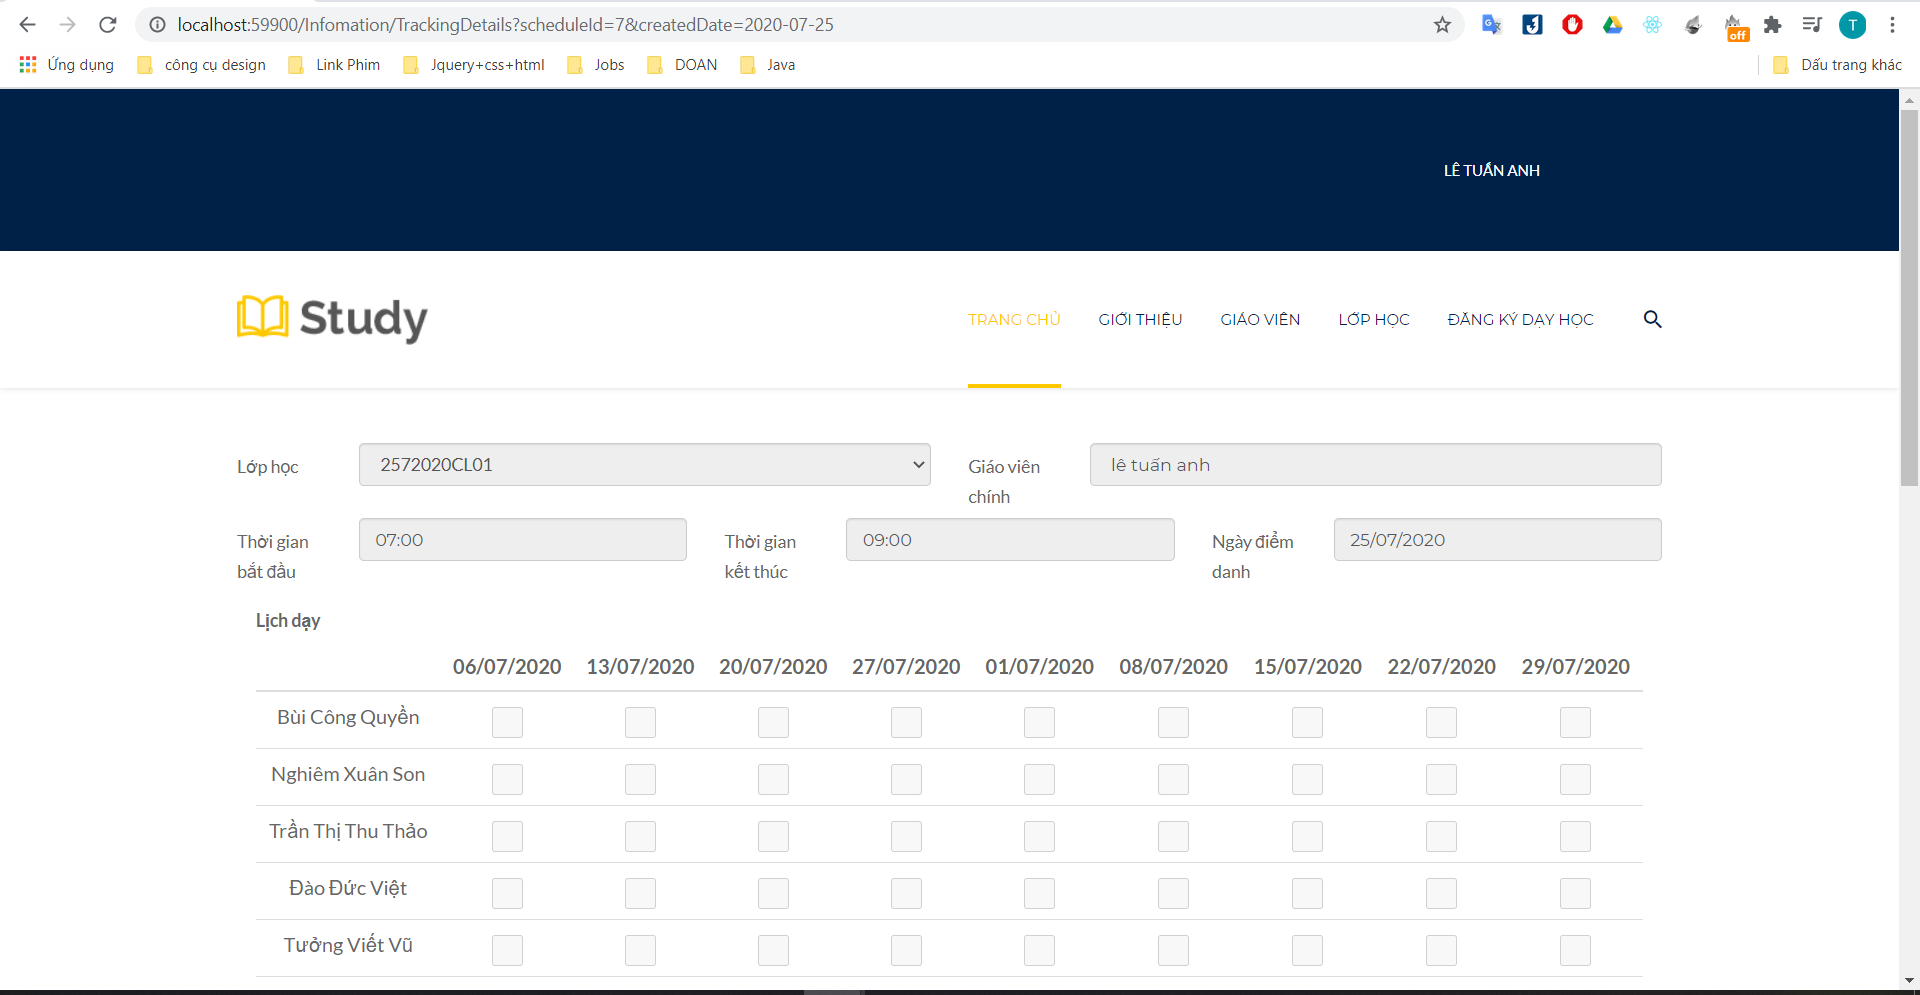 localhost:59900/Infomation/TrackingDetails?scheduleId=7&createdDate=2020-07-25
off
T
Ứng dụng công cụ design Link Phim Jquery+css+html Jobs DOAN Java Dấu trang khác
LÊ TUẤN ANH
Study TRANG CHỦ GIỚI THIỆU GIÁO VIÊN LỚP HỌC ĐĂNG KÝ DẠY HỌC
Lớp học 2572020CL01 Giáo viên chính lê tuấn anh
Thời gian bắt đầu 07:00 Thời gian kết thúc 09:00 Ngày điểm danh 25/07/2020
Lịch dạy
06/07/2020 13/07/2020 20/07/2020 27/07/2020 01/07/2020 08/07/2020 15/07/2020 22/07/2020 29/07/2020
Bùi Công Quyền
Nghiêm Xuân Son
Trần Thị Thu Thảo
Đào Đức Việt
Tưởng Viết Vũ